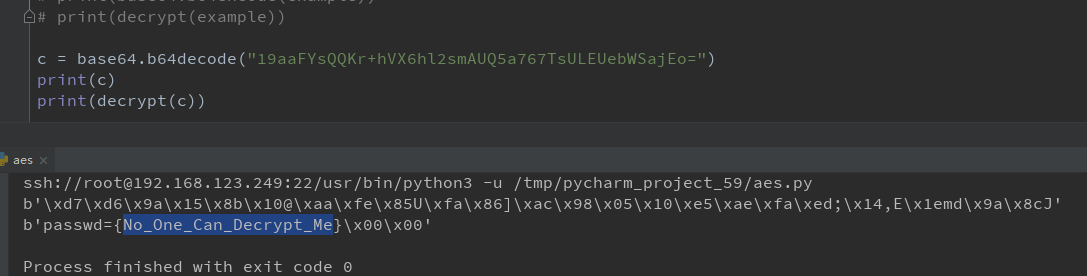 # print(decrypt(example))
c = base64.b64decode("19aaFYsQQKr+hVX6hl2smAUQ5a767TsULEUebWSajEo=")
print(c)
print(decrypt(c))
aes ×
ssh://root@192.168.123.249:22/usr/bin/python3 -u /tmp/pycharm_project_59/aes.py
b'\xd7\xd6\x9a\x15\x8b\x10@\xaa\xfe\x85U\xfa\x86]\xac\x98\x05\x10\xe5\xae\xfa\xed;\x14,E\x1emd\x9a\x8cJ'
b'passwd={No_One_Can_Decrypt_Me}\x00\x00'
Process finished with exit code 0